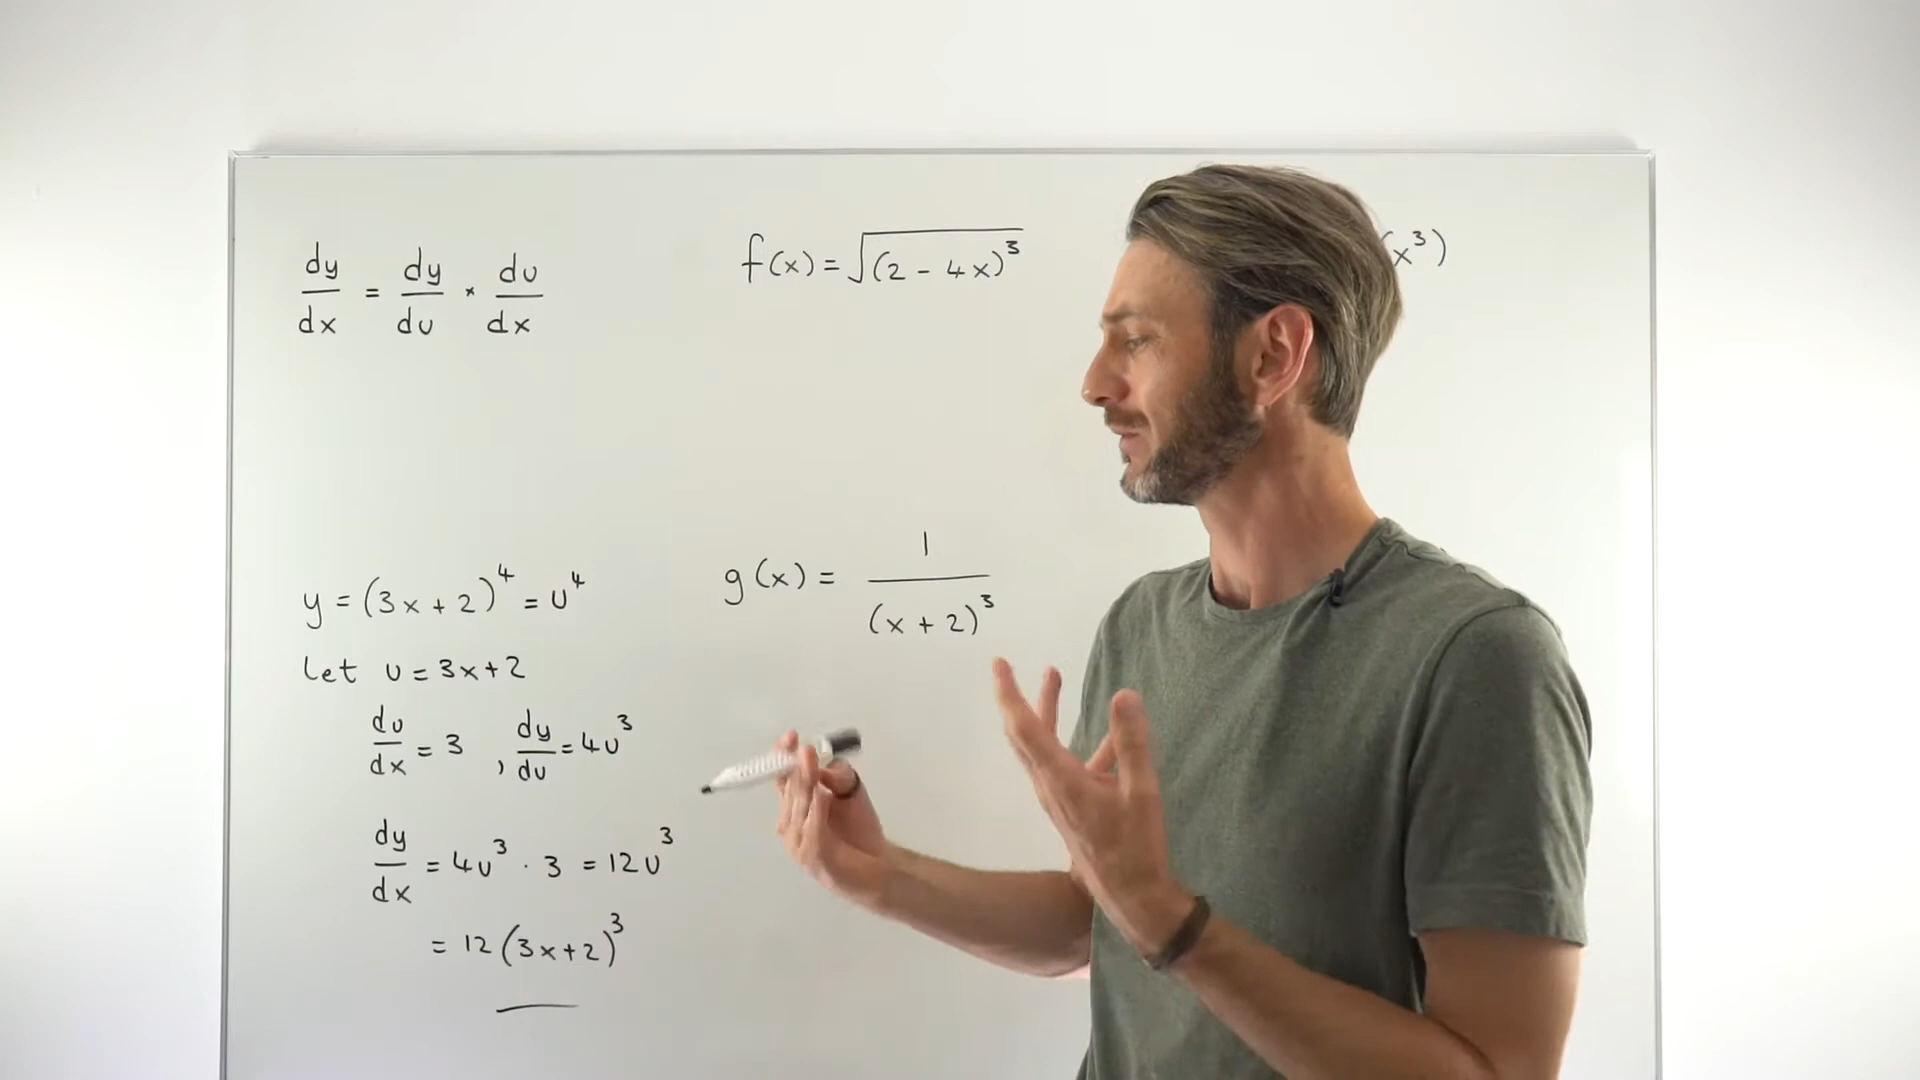 dy/dx = dy/du × du/dx
y = (3x + 2)⁴ = u⁴
Let u = 3x + 2
du/dx = 3 , dy/du = 4u³
dy/dx = 4u³ · 3 = 12u³
= 12(3x+2)³
f(x) = √(2 - 4x)³
g(x) = 1/(x + 2)³
x³)